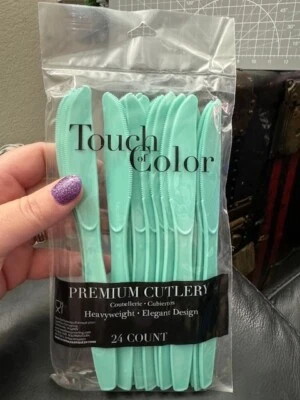 Touch
of
Color
PREMIUM CUTLERY
Coutellerie • Cubiertos
Heavyweight • Elegant Design
24 COUNT